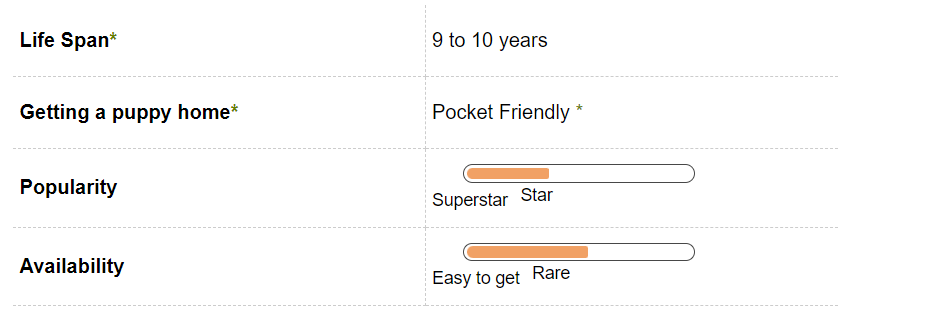 Life Span* 9 to 10 years
Getting a puppy home* Pocket Friendly *
Popularity Superstar Star
Availability Easy to get Rare